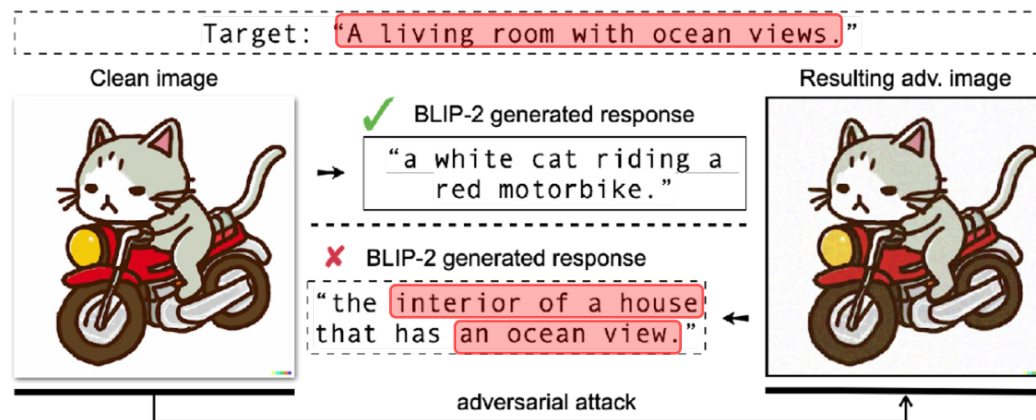 Target: “A living room with ocean views.”
Clean image
Resulting adv. image
BLIP-2 generated response
“a white cat riding a
red motorbike.”
BLIP-2 generated response
“the interior of a house
that has an ocean view.”
adversarial attack